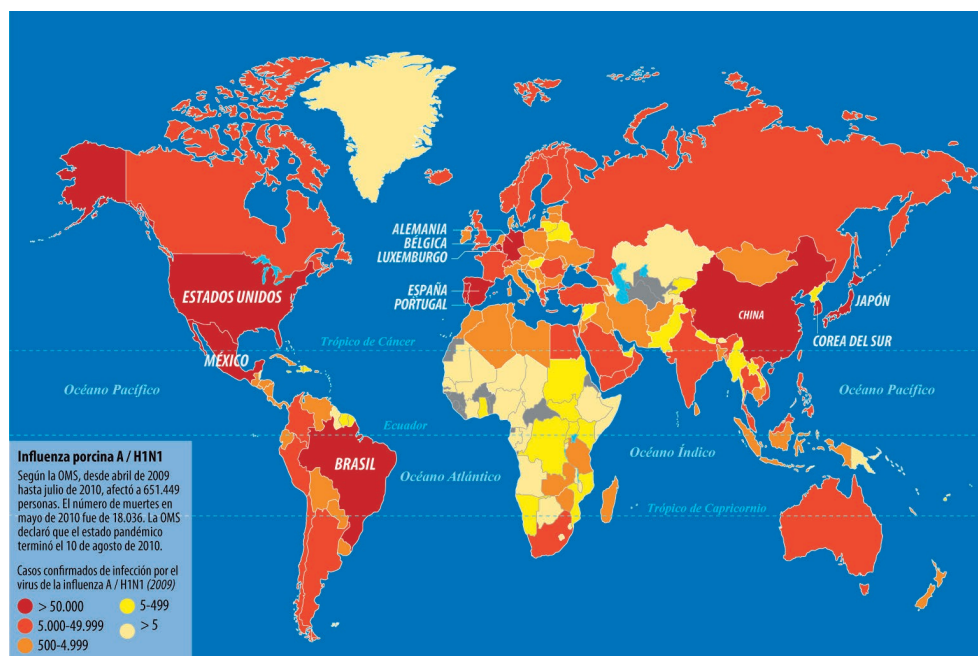 ALEMANIA
BÉLGICA
LUXEMBURGO
ESPAÑA
PORTUGAL
ESTADOS UNIDOS
JAPÓN
CHINA
COREA DEL SUR
Trópico de Cáncer
MÉXICO
Océano Pacífico
Océano Pacífico
Ecuador
Océano Índico
BRASIL
Océano Atlántico
Trópico de Capricornio
Influenza porcina A / H1N1
Según la OMS, desde abril de 2009
hasta julio de 2010, afectó a 651.449
personas. El número de muertes en
mayo de 2010 fue de 18.036. La OMS
declaró que el estado pandémico
terminó el 10 de agosto de 2010.
Casos confirmados de infección por el
virus de la influenza A / H1N1 (2009)
> 50.000
5.000-49.999
500-4.999
5-499
> 5